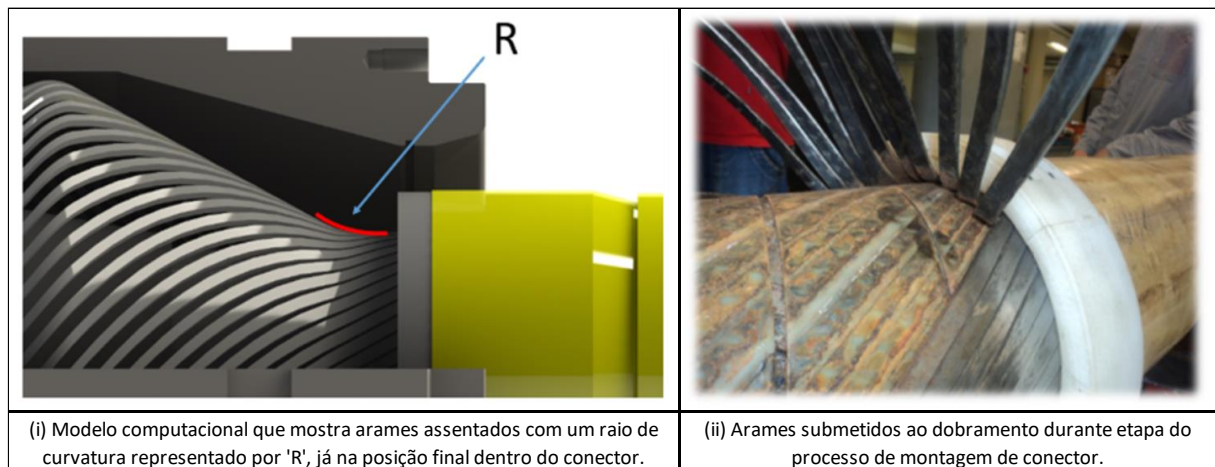 R
(i) Modelo computacional que mostra arames assentados com um raio de
curvatura representado por 'R', já na posição final dentro do conector.
(ii) Arames submetidos ao dobramento durante etapa do
processo de montagem de conector.